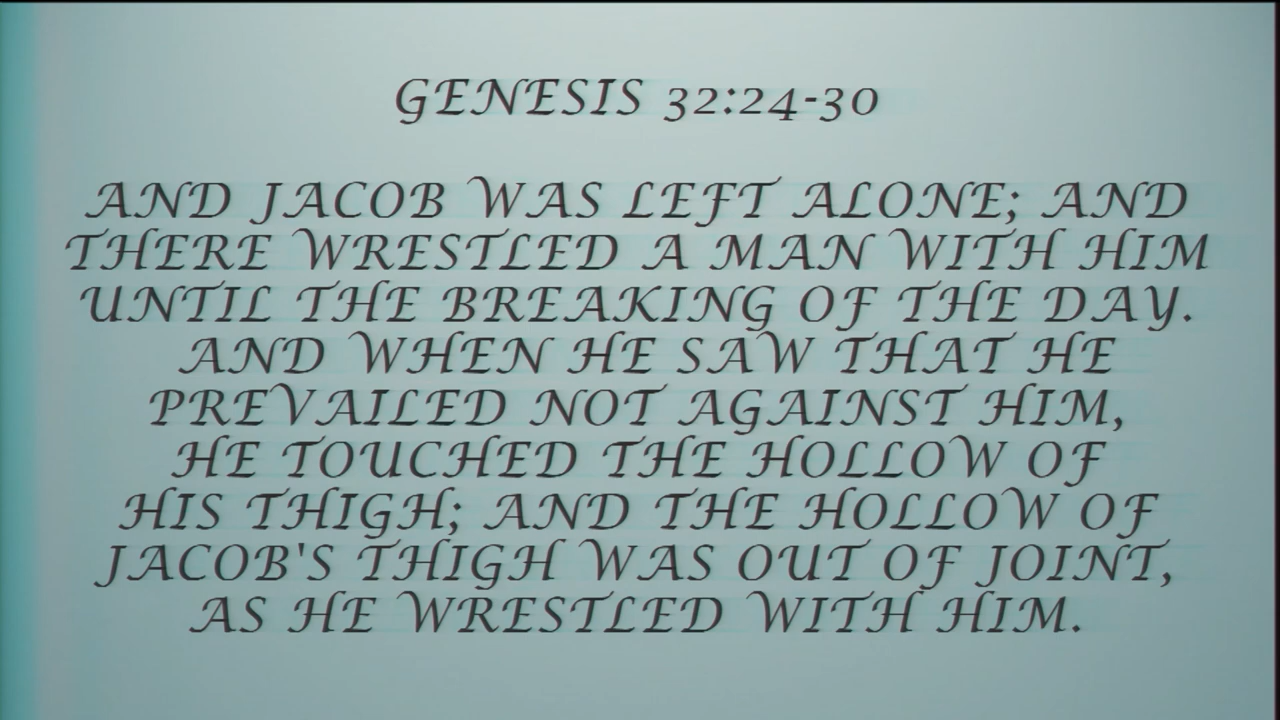 GENESIS 32:24-30
AND JACOB WAS LEFT ALONE; AND
THERE WRESTLED A MAN WITH HIM
UNTIL THE BREAKING OF THE DAY.
AND WHEN HE SAW THAT HE
PREVAILED NOT AGAINST HIM,
HE TOUCHED THE HOLLOW OF
HIS THIGH; AND THE HOLLOW OF
JACOB'S THIGH WAS OUT OF JOINT,
AS HE WRESTLED WITH HIM.